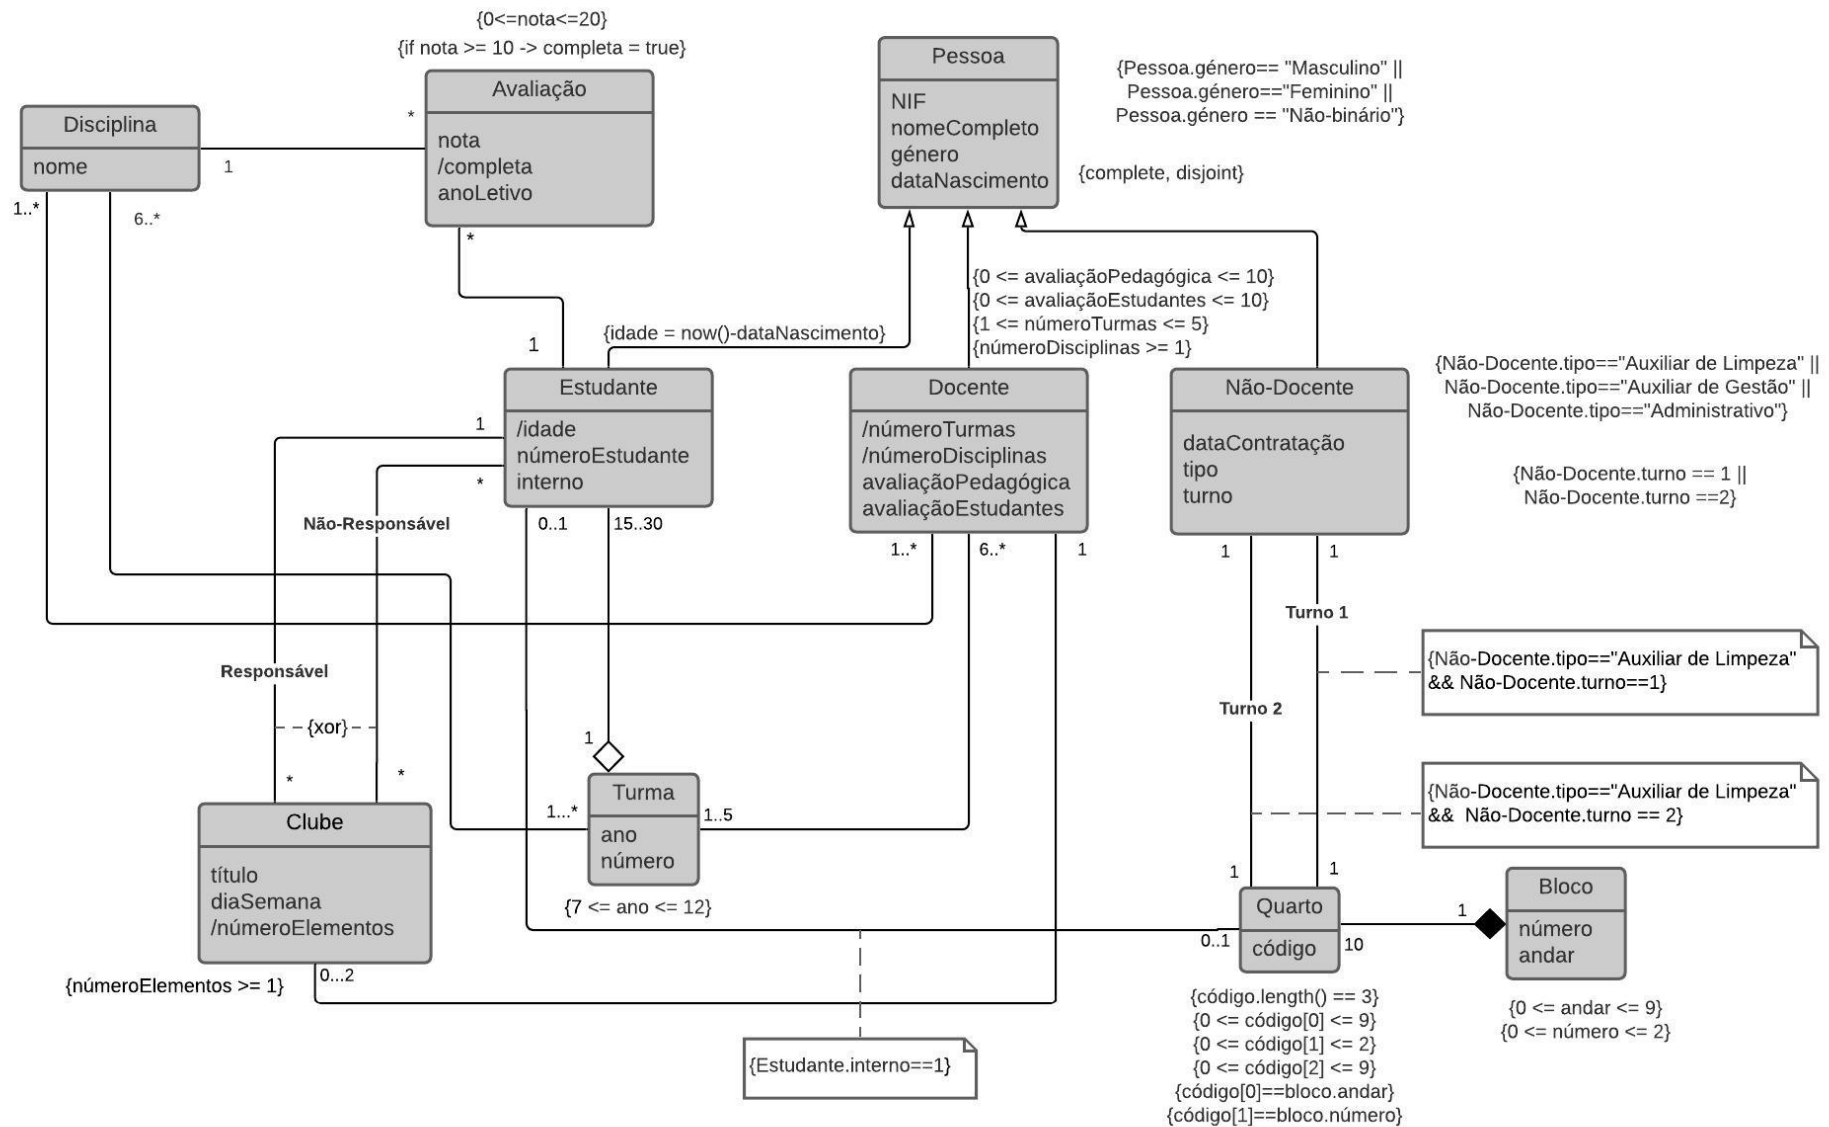 {0<=nota<=20}
{if nota >= 10 -> completa = true}
Avaliação
nota
/completa
anoLetivo
*
*
Disciplina
nome
1
1..*
6..*
Pessoa
NIF
nomeCompleto
género
dataNascimento
{Pessoa.género== "Masculino" ||
Pessoa.género=="Feminino" ||
Pessoa.género == "Não-binário"}
{complete, disjoint}
{idade = now()-dataNascimento}
{0 <= avaliaçãoPedagógica <= 10}
{0 <= avaliaçãoEstudantes <= 10}
{1 <= númeroTurmas <= 5}
{númeroDisciplinas >= 1}
1
Estudante
/idade
númeroEstudante
interno
1
*
0..1
15..30
Docente
/númeroTurmas
/númeroDisciplinas
avaliaçãoPedagógica
avaliaçãoEstudantes
1..*
6..*
1
Não-Docente
dataContratação
tipo
turno
1
1
{Não-Docente.tipo=="Auxiliar de Limpeza" ||
Não-Docente.tipo=="Auxiliar de Gestão" ||
Não-Docente.tipo=="Administrativo"}
{Não-Docente.turno == 1 ||
Não-Docente.turno ==2}
Não-Responsável
Responsável
{xor}
*
*
Turno 1
Turno 2
{Não-Docente.tipo=="Auxiliar de Limpeza"
&& Não-Docente.turno==1}
{Não-Docente.tipo=="Auxiliar de Limpeza"
&& Não-Docente.turno == 2}
1
Turma
ano
número
1...*
1..5
{7 <= ano <= 12}
Clube
título
diaSemana
/númeroElementos
{númeroElementos >= 1}
0...2
1
1
Quarto
código
0..1
10
1
Bloco
número
andar
{0 <= andar <= 9}
{0 <= número <= 2}
{código.length() == 3}
{0 <= código[0] <= 9}
{0 <= código[1] <= 2}
{0 <= código[2] <= 9}
{código[0]==bloco.andar}
{código[1]==bloco.número}
{Estudante.interno==1}